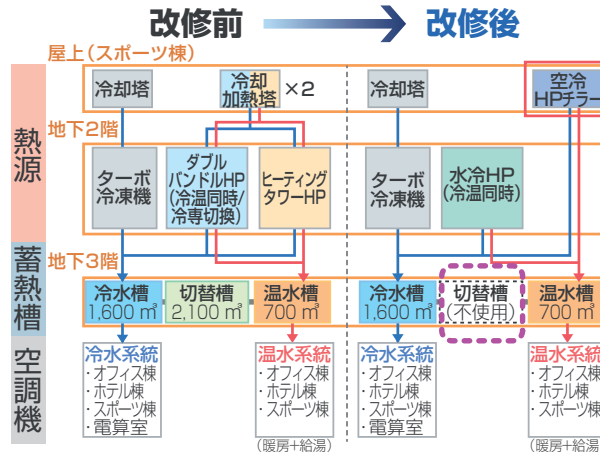 改修前
改修後
屋上（スポーツ棟）
冷却塔
冷却
加熱塔
×2
冷却塔
空冷
HPチラー
熱源
地下2階
ターボ
冷凍機
ダブル
バンドルHP
（冷温同時/
冷専切換）
ヒーティング
タワーHP
ターボ
冷凍機
水冷HP
（冷温同時）
蓄熱槽
地下3階
冷水槽
1,600 ㎥
切替槽
2,100 ㎥
温水槽
700 ㎥
冷水槽
1,600 ㎥
切替槽
（不使用）
温水槽
700 ㎥
空調機
冷水系統
・オフィス棟
・ホテル棟
・スポーツ棟
・電算室
温水系統
・オフィス棟
・ホテル棟
・スポーツ棟
（暖房+給湯）
冷水系統
・オフィス棟
・ホテル棟
・スポーツ棟
・電算室
温水系統
・オフィス棟
・ホテル棟
・スポーツ棟
（暖房+給湯）